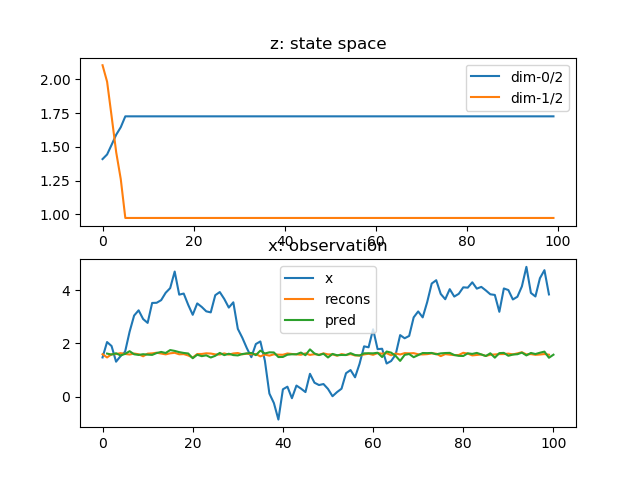 z: state space
2.00
1.75
1.50
1.25
1.00
dim-0/2
dim-1/2
0 20 40 60 80 100
x: observation
4
2
0
x
recons
pred
0 20 40 60 80 100